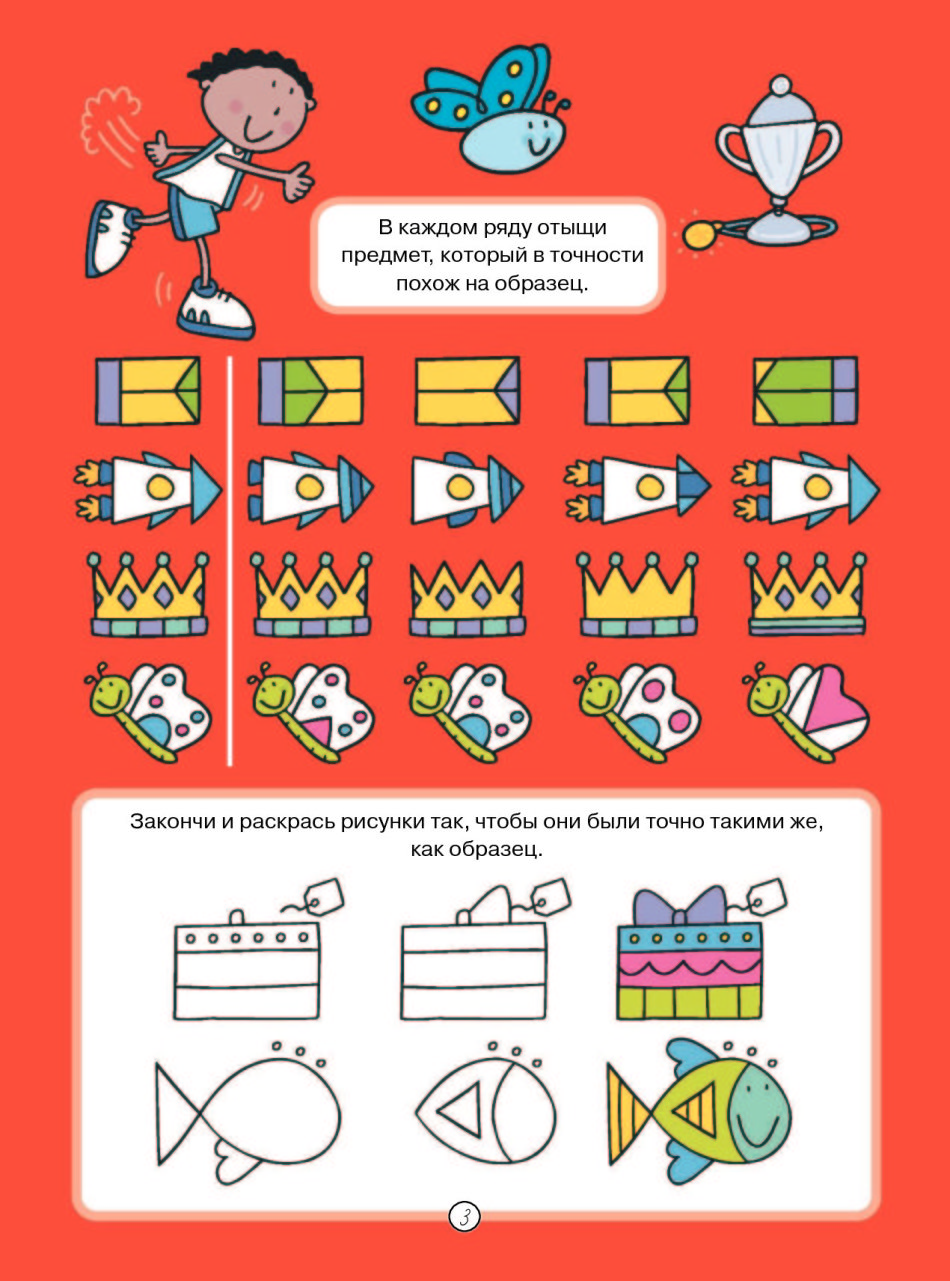 В каждом ряду отыщи
предмет, который в точности
похож на образец.
Закончи и раскрась рисунки так, чтобы они были точно такими же,
как образец.
3